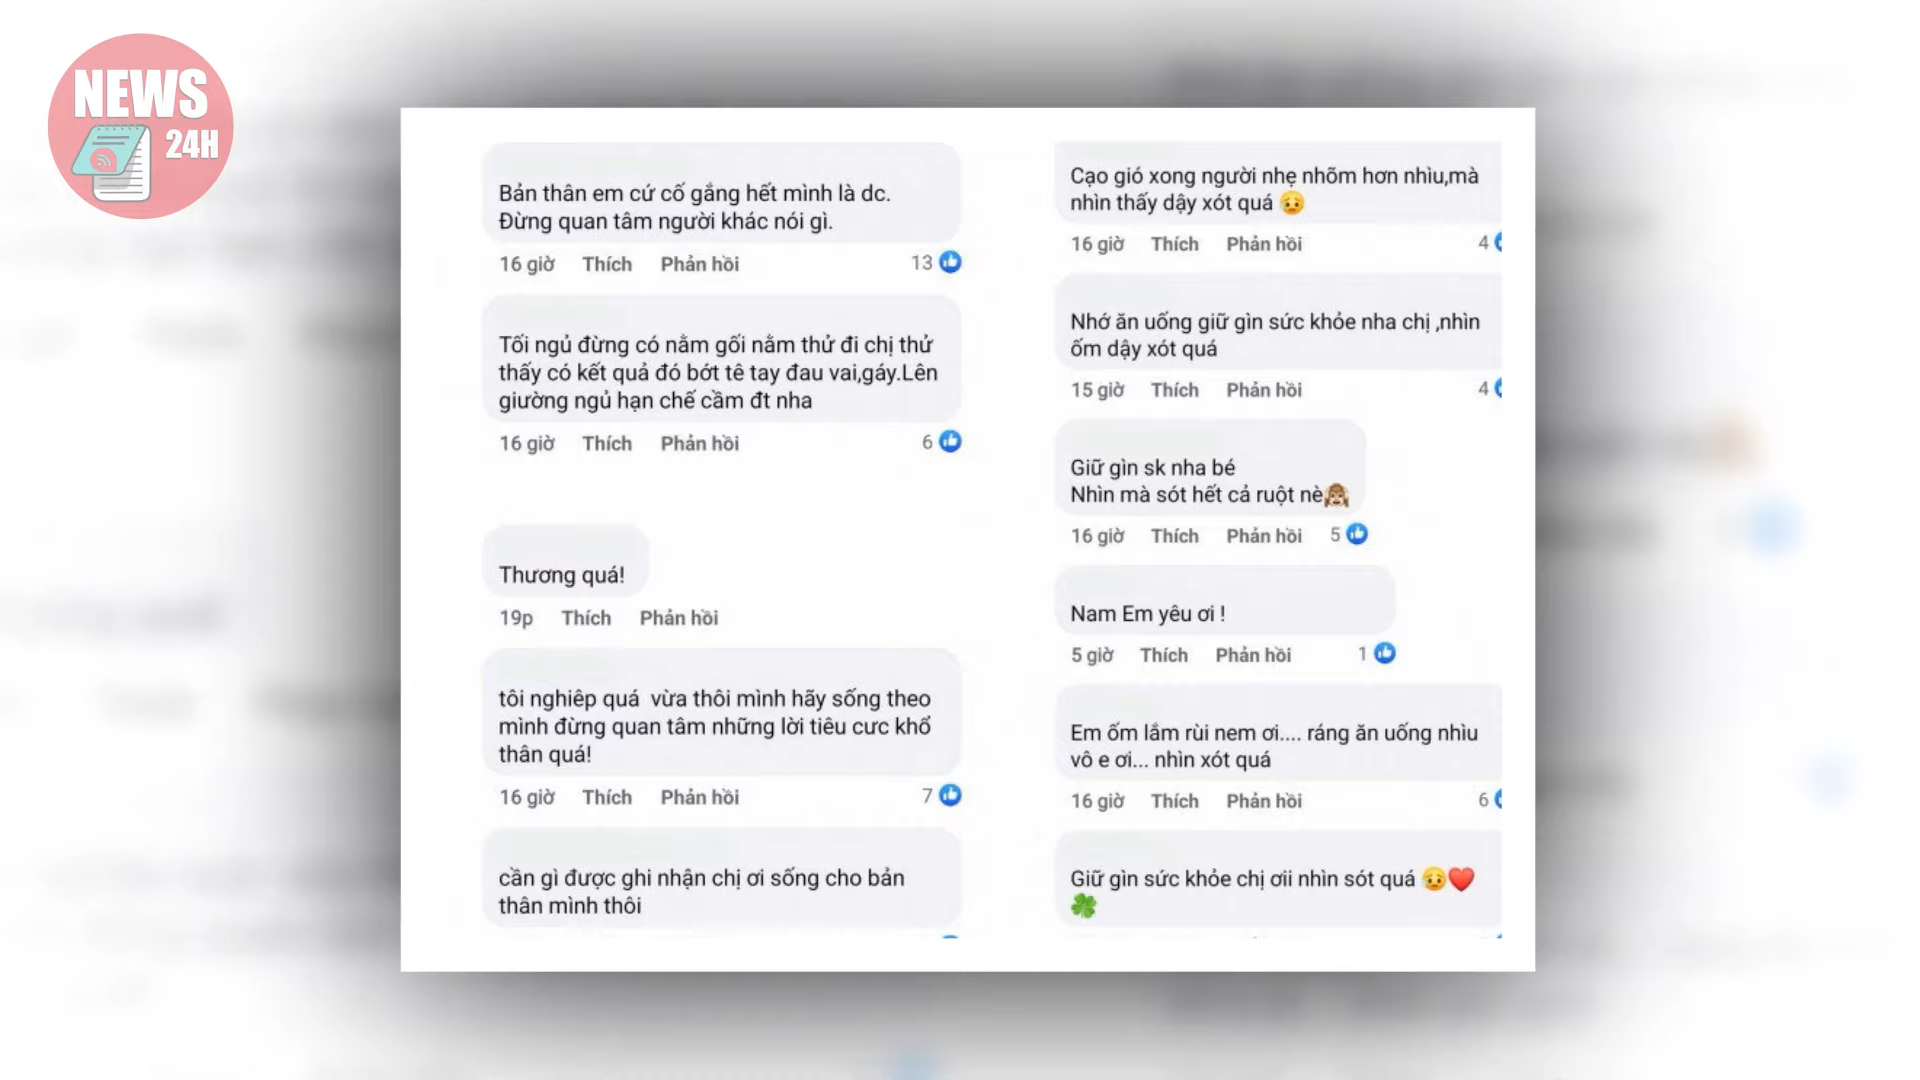 NEWS
24H
Bản thân em cứ cố gắng hết mình là dc.
Đừng quan tâm người khác nói gì.
16 giờ Thích Phản hồi 13
Tối ngủ đừng có nằm gối nằm thử đi chị thử
thấy có kết quả đó bớt tê tay đau vai,gáy.Lên
giường ngủ hạn chế cầm đt nha
16 giờ Thích Phản hồi 6
Thương quá!
19p Thích Phản hồi
tôi nghiêp quá vừa thôi mình hãy sống theo
mình đừng quan tâm những lời tiêu cưc khổ
thân quá!
16 giờ Thích Phản hồi 7
cần gì được ghi nhận chị ơi sống cho bản
thân mình thôi
Cạo gió xong người nhẹ nhõm hơn nhìu,mà
nhìn thấy dậy xót quá 😥
16 giờ Thích Phản hồi 4
Nhớ ăn uống giữ gìn sức khỏe nha chị ,nhìn
ốm dậy xót quá
15 giờ Thích Phản hồi 4
Giữ gìn sk nha bé
Nhìn mà sót hết cả ruột nè🙈
16 giờ Thích Phản hồi 5
Nam Em yêu ơi !
5 giờ Thích Phản hồi 1
Em ốm lắm rùi nem ơi.... ráng ăn uống nhìu
vô e ơi... nhìn xót quá
16 giờ Thích Phản hồi 6
Giữ gìn sức khỏe chị ơii nhìn sót quá 😥❤️
🍀